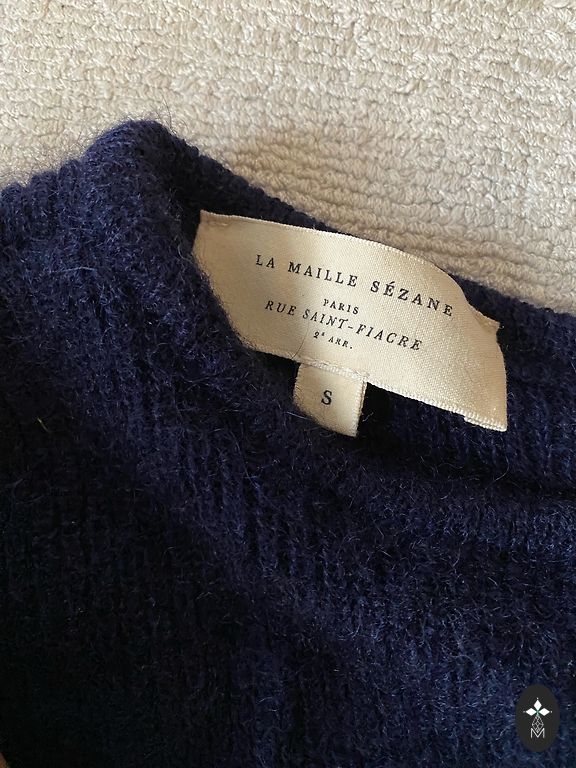 LA MAILLE SÉZANE
PARIS
RUE SAINT-FIACRE
2e ARR.
S
M